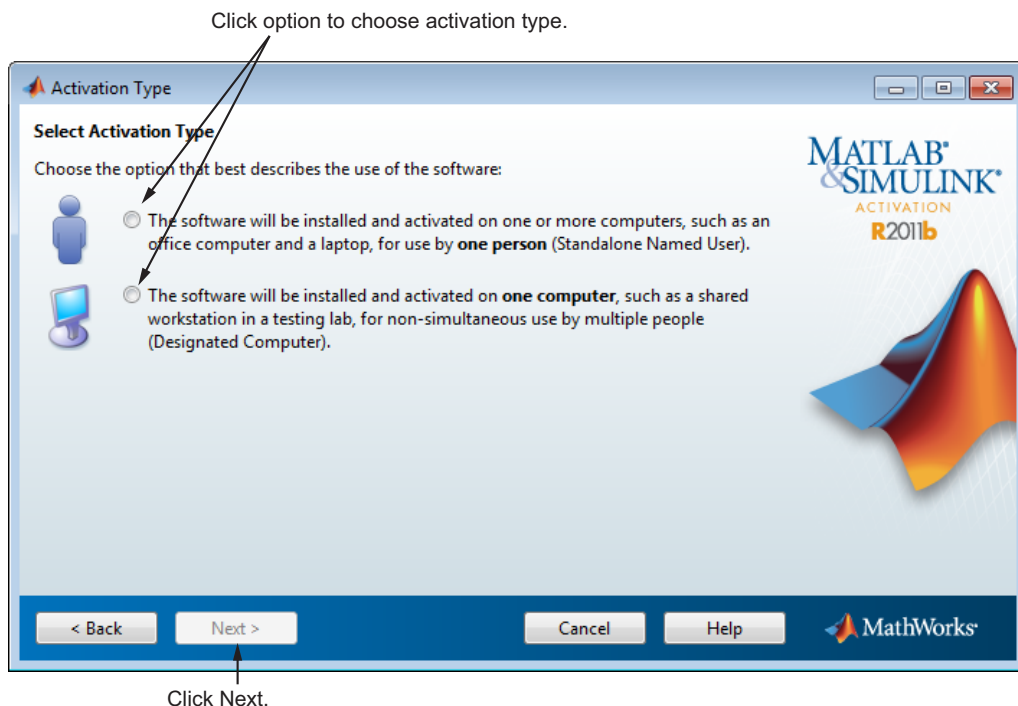 Click option to choose activation type.
Activation Type
Select Activation Type
Choose the option that best describes the use of the software:
The software will be installed and activated on one or more computers, such as an
office computer and a laptop, for use by one person (Standalone Named User).
The software will be installed and activated on one computer, such as a shared
workstation in a testing lab, for non-simultaneous use by multiple people
(Designated Computer).
MATLAB®
&SIMULINK®
ACTIVATION
R2011b
< Back
Next >
Cancel
Help
MathWorks®
Click Next.